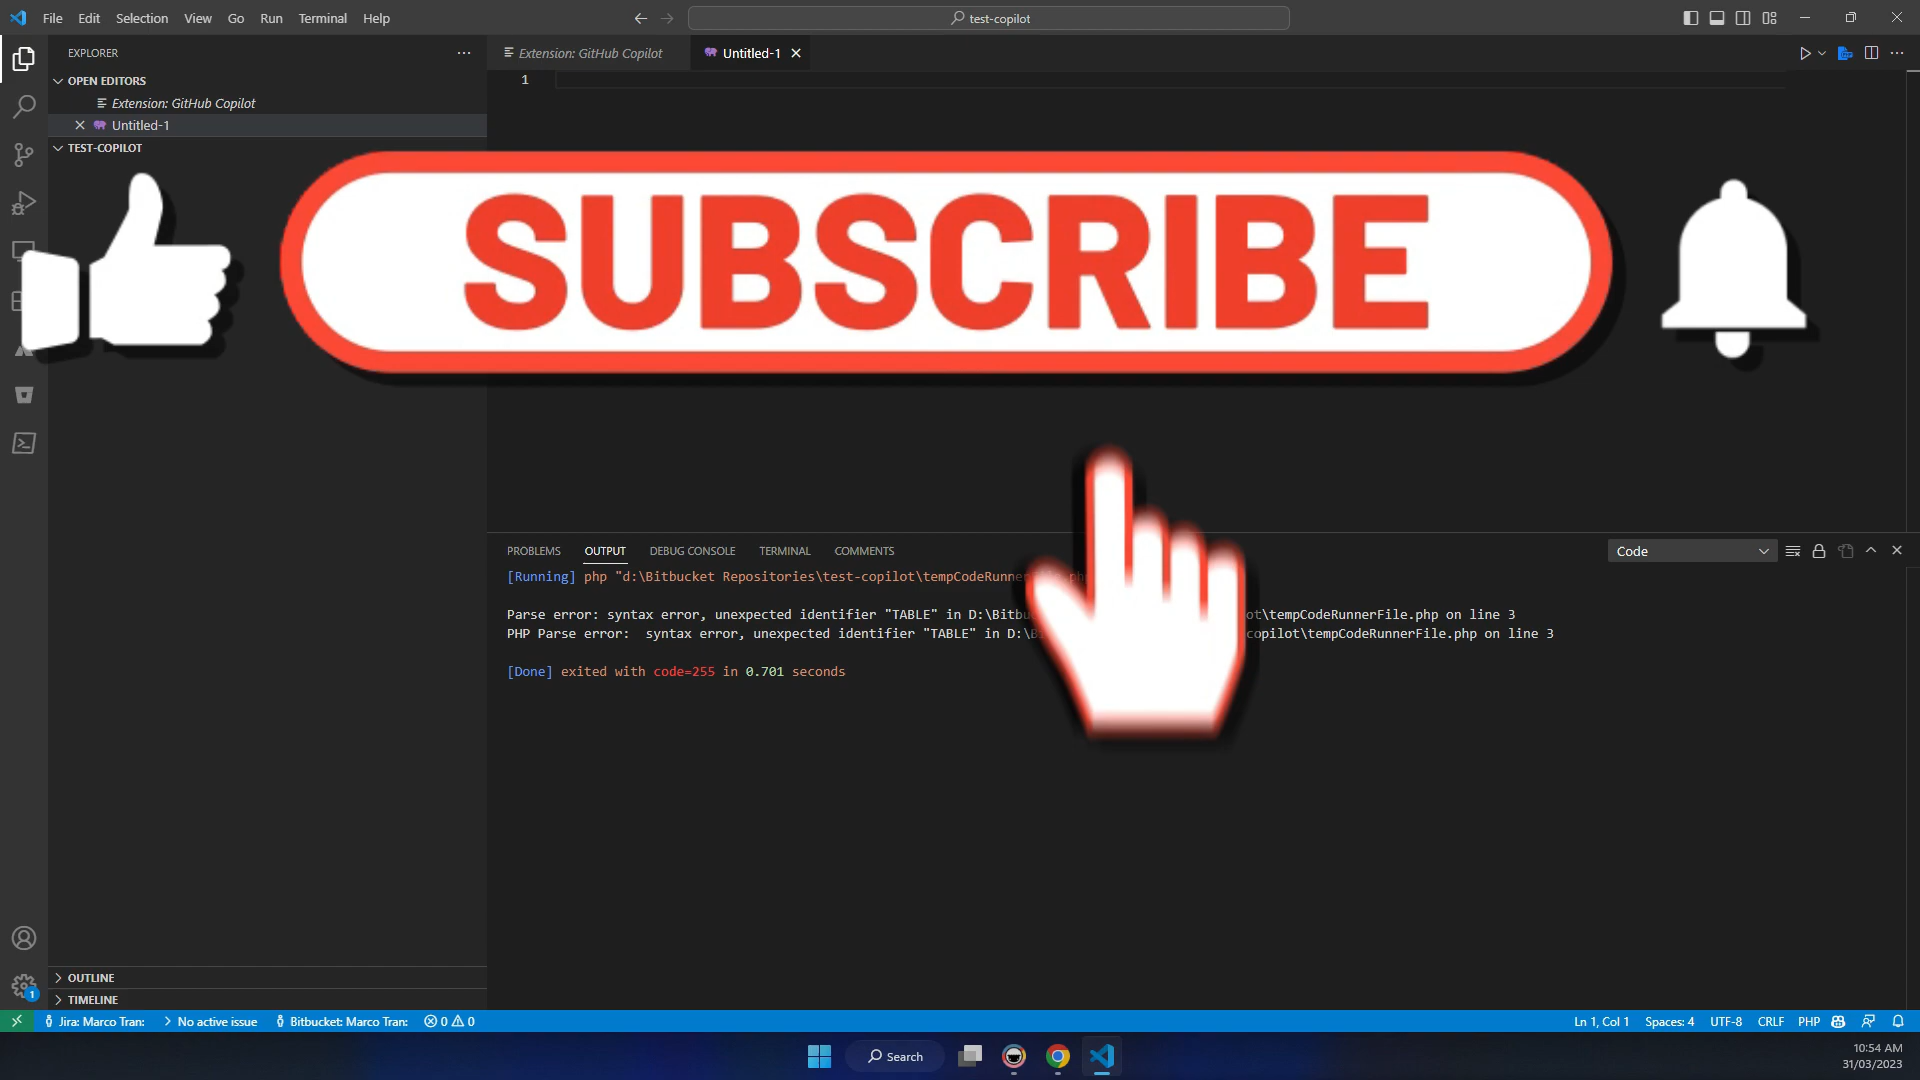 File Edit Selection View Go Run Terminal Help
test-copilot
EXPLORER
Extension: GitHub Copilot
Untitled-1
OPEN EDITORS
Extension: GitHub Copilot
Untitled-1
TEST-COPILOT
1
SUBSCRIBE
PROBLEMS OUTPUT DEBUG CONSOLE TERMINAL COMMENTS
Code
[Running] php "d:\Bitbucket Repositories\test-copilot\tempCodeRunner
Parse error: syntax error, unexpected identifier "TABLE" in D:\Bitbu ot\tempCodeRunnerFile.php on line 3
PHP Parse error: syntax error, unexpected identifier "TABLE" in D:\B copilot\tempCodeRunnerFile.php on line 3
[Done] exited with code=255 in 0.701 seconds
OUTLINE
TIMELINE
1
Jira: Marco Tran: No active issue Bitbucket: Marco Tran: 0 0
Ln 1, Col 1 Spaces: 4 UTF-8 CRLF PHP
Search
10:54 AM
31/03/2023